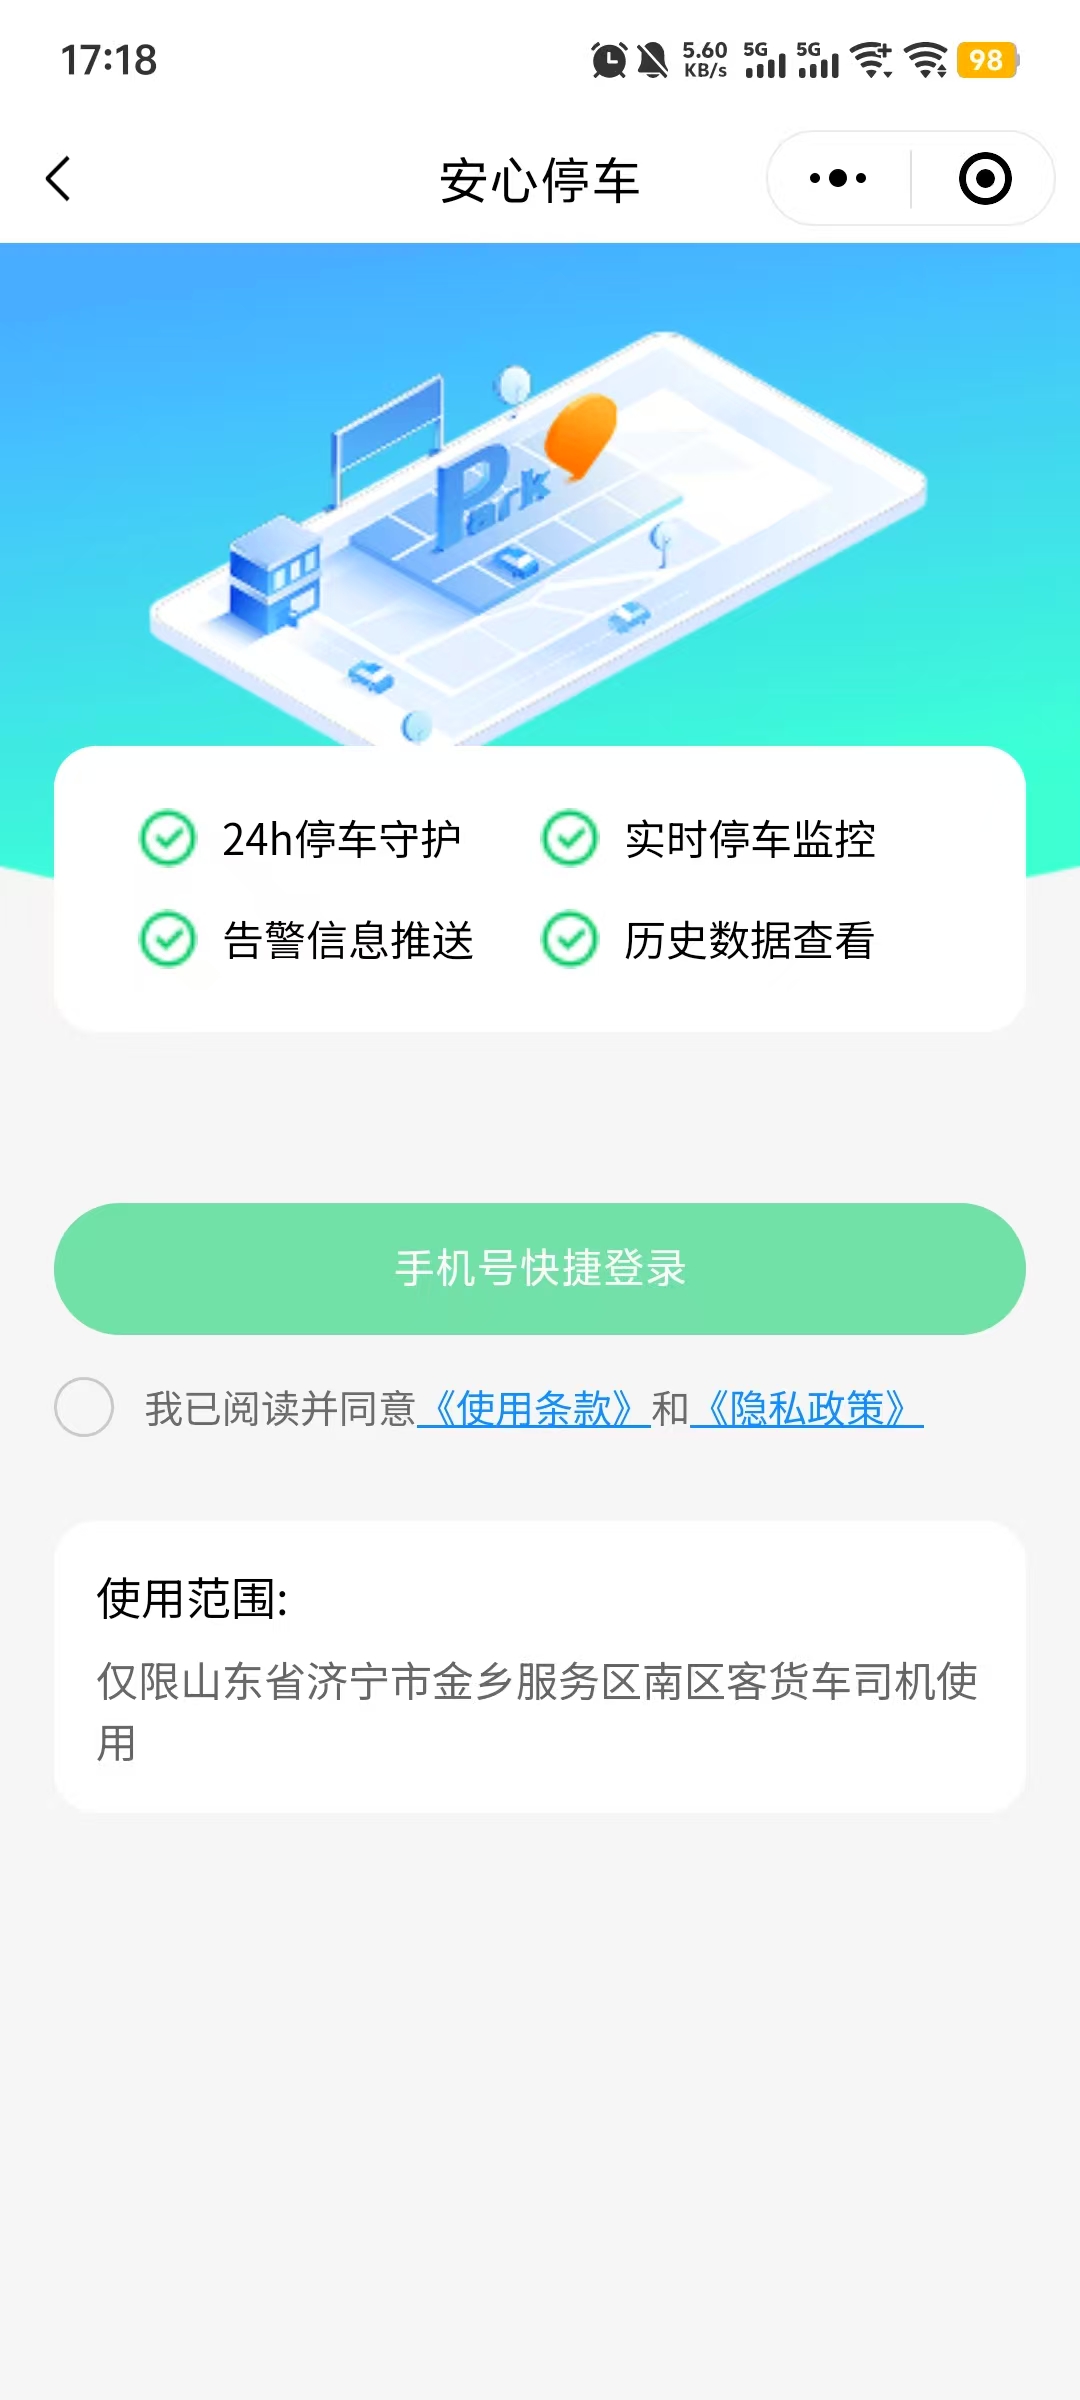 17:18
5.60 KB/s 5G 5G 98
安心停车
Park
24h停车守护 实时停车监控
告警信息推送 历史数据查看
手机号快捷登录
我已阅读并同意《使用条款》和《隐私政策》
使用范围:
仅限山东省济宁市金乡服务区南区客货车司机使
用